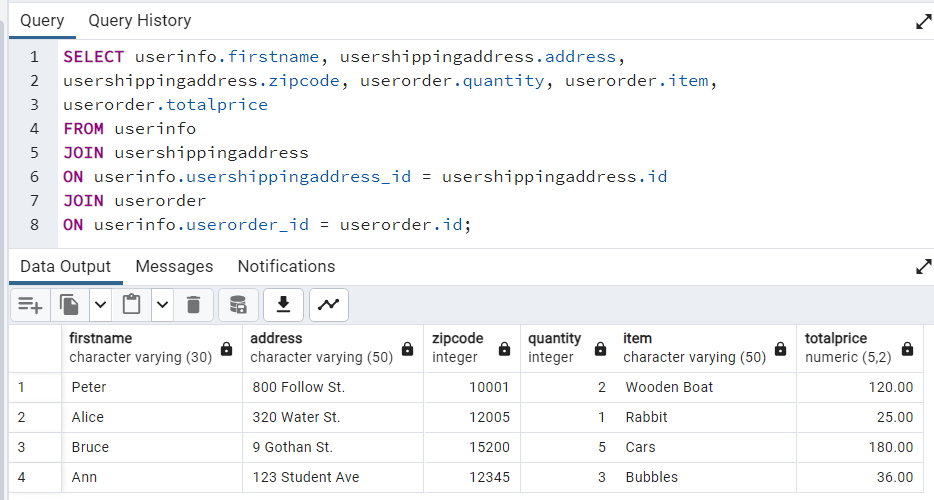 Query Query History
1 SELECT userinfo.firstname, usershippingaddress.address,
2 usershippingaddress.zipcode, userorder.quantity, userorder.item,
3 userorder.totalprice
4 FROM userinfo
5 JOIN usershippingaddress
6 ON userinfo.usershippingaddress_id = usershippingaddress.id
7 JOIN userorder
8 ON userinfo.userorder_id = userorder.id;
Data Output Messages Notifications
firstname address zipcode quantity item totalprice
character varying (30) character varying (50) integer integer character varying (50) numeric (5,2)
1 Peter 800 Follow St. 10001 2 Wooden Boat 120.00
2 Alice 320 Water St. 12005 1 Rabbit 25.00
3 Bruce 9 Gothan St. 15200 5 Cars 180.00
4 Ann 123 Student Ave 12345 3 Bubbles 36.00